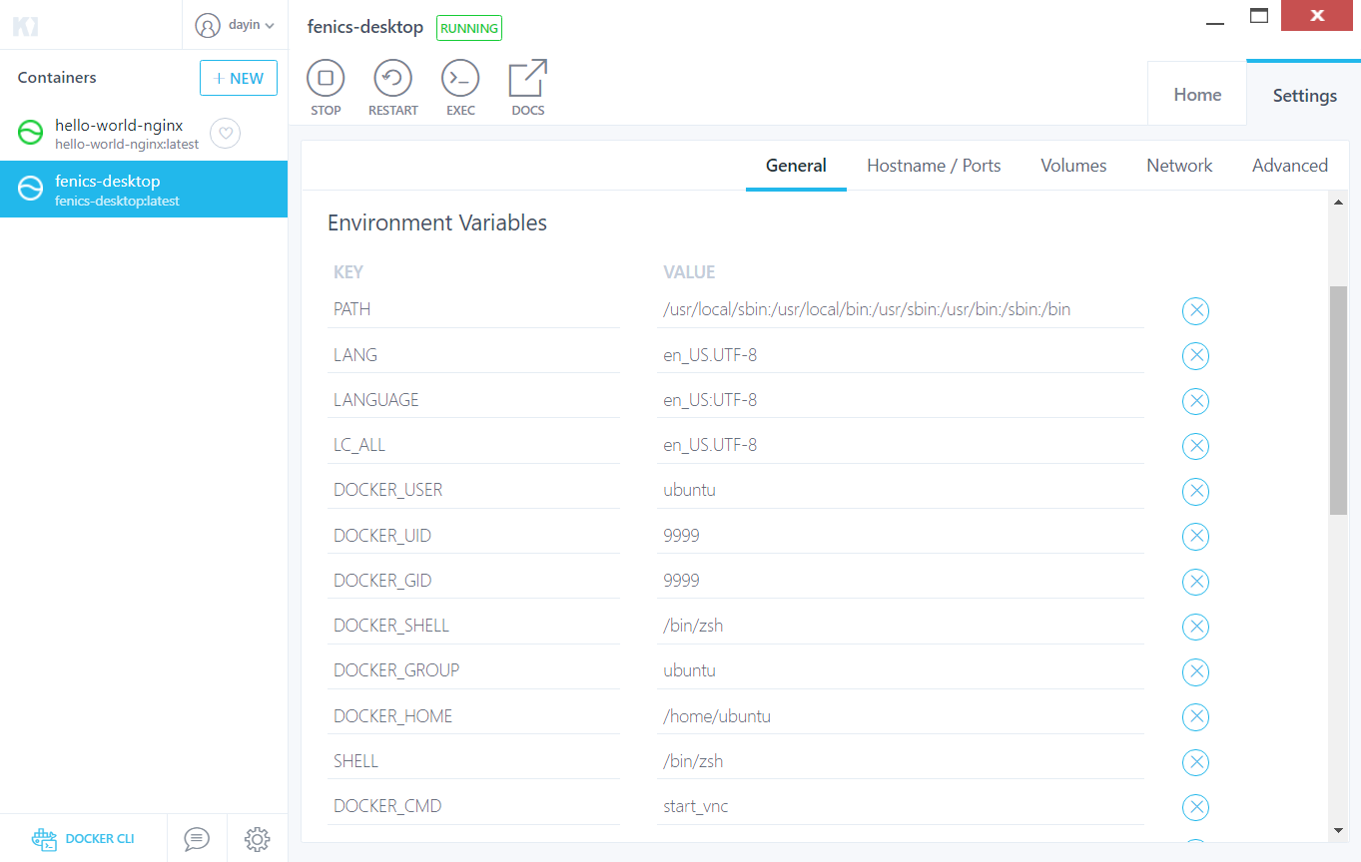 dayin
fenics-desktop RUNNING
Containers
+ NEW
hello-world-nginx
hello-world-nginx:latest
fenics-desktop
fenics-desktop:latest
DOCKER CLI
STOP RESTART EXEC DOCS
Home Settings
General Hostname / Ports Volumes Network Advanced
Environment Variables
KEY VALUE
PATH /usr/local/sbin:/usr/local/bin:/usr/sbin:/usr/bin:/sbin:/bin
LANG en_US.UTF-8
LANGUAGE en_US:UTF-8
LC_ALL en_US.UTF-8
DOCKER_USER ubuntu
DOCKER_UID 9999
DOCKER_GID 9999
DOCKER_SHELL /bin/zsh
DOCKER_GROUP ubuntu
DOCKER_HOME /home/ubuntu
SHELL /bin/zsh
DOCKER_CMD start_vnc